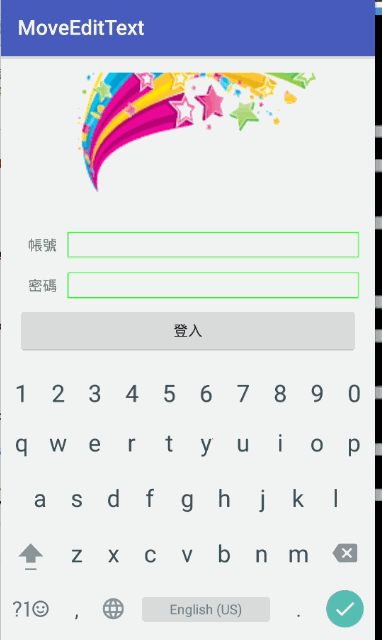 MoveEditText
帳號
密碼
登入
1 2 3 4 5 6 7 8 9 0
q w e r t y u i o p
a s d f g h j k l
z x c v b n m
?1☺ , English (US) .